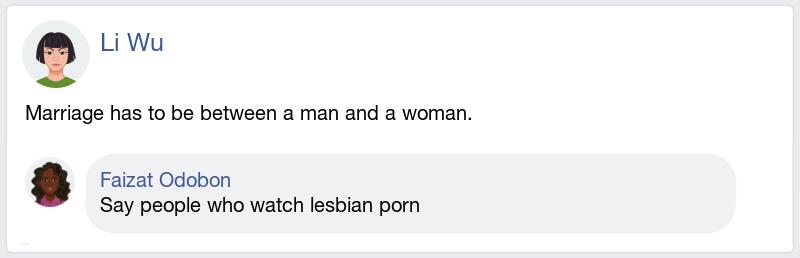 Li Wu
Marriage has to be between a man and a woman.
Faizat Odobon
Say people who watch lesbian porn